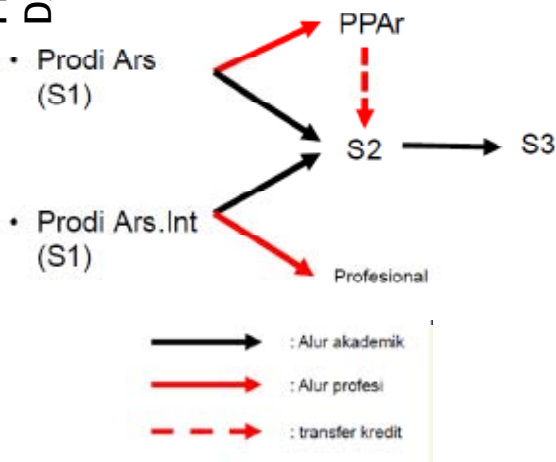 PPAr
• Prodi Ars
(S1)
S2
S3
• Prodi Ars.Int
(S1)
Profesional
: Alur akademik
: Alur profesi
: transfer kredit